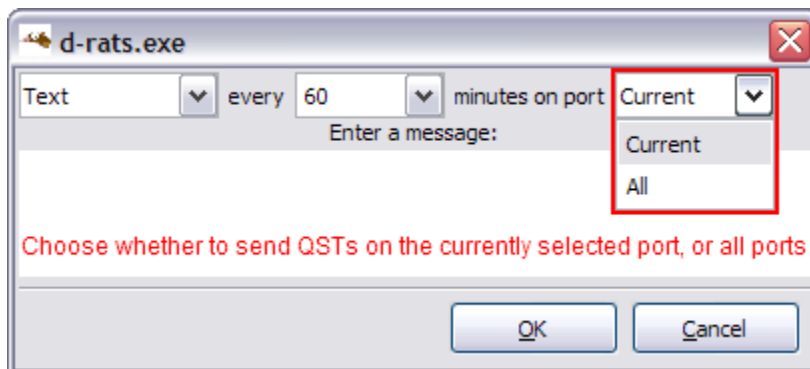 d-rats.exe
Text every 60 minutes on port Current
Enter a message:
Current
All
Choose whether to send QSTs on the currently selected port, or all ports
OK Cancel